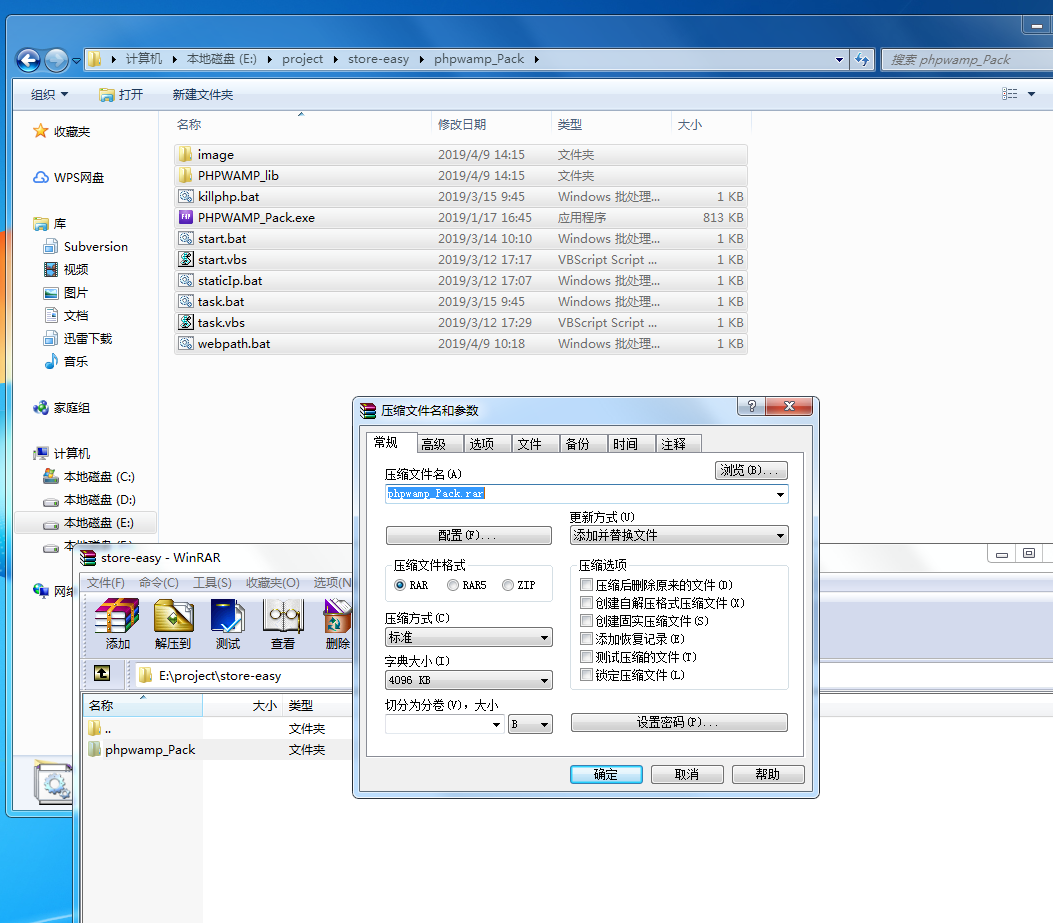 计算机 本地磁盘 (E:) project store-easy phpwamp_Pack
搜索 phpwamp_Pack
组织 打开 新建文件夹
收藏夹
WPS网盘
库
Subversion
视频
图片
文档
迅雷下载
音乐
家庭组
计算机
本地磁盘 (C:)
本地磁盘 (D:)
本地磁盘 (E:)
名称 修改日期 类型 大小
image 2019/4/9 14:15 文件夹
PHPWAMP_lib 2019/4/9 14:15 文件夹
killphp.bat 2019/3/15 9:45 Windows 批处理... 1 KB
PHPWAMP_Pack.exe 2019/1/17 16:45 应用程序 813 KB
start.bat 2019/3/14 10:10 Windows 批处理... 1 KB
start.vbs 2019/3/12 17:17 VBScript Script ... 1 KB
staticIp.bat 2019/3/12 17:07 Windows 批处理... 1 KB
task.bat 2019/3/15 9:45 Windows 批处理... 1 KB
task.vbs 2019/3/12 17:29 VBScript Script ... 1 KB
webpath.bat 2019/4/9 10:18 Windows 批处理... 1 KB
压缩文件名和参数
常规 高级 选项 文件 备份 时间 注释
压缩文件名(A)
浏览(B)...
phpwamp_Pack.rar
配置(F)...
更新方式(U)
添加并替换文件
压缩文件格式
RAR RAR5 ZIP
压缩方式(C)
标准
字典大小(I)
4096 KB
切分为分卷(V)，大小
B
压缩选项
压缩后删除原来的文件(D)
创建自解压格式压缩文件(X)
创建固实压缩文件(S)
添加恢复记录(E)
测试压缩的文件(T)
锁定压缩文件(L)
设置密码(P)...
确定 取消 帮助
store-easy - WinRAR
文件(F) 命令(C) 工具(S) 收藏夹(O) 选项(N
添加 解压到 测试 查看 删除
E:\project\store-easy
名称 大小 类型
.. 文件夹
phpwamp_Pack 文件夹